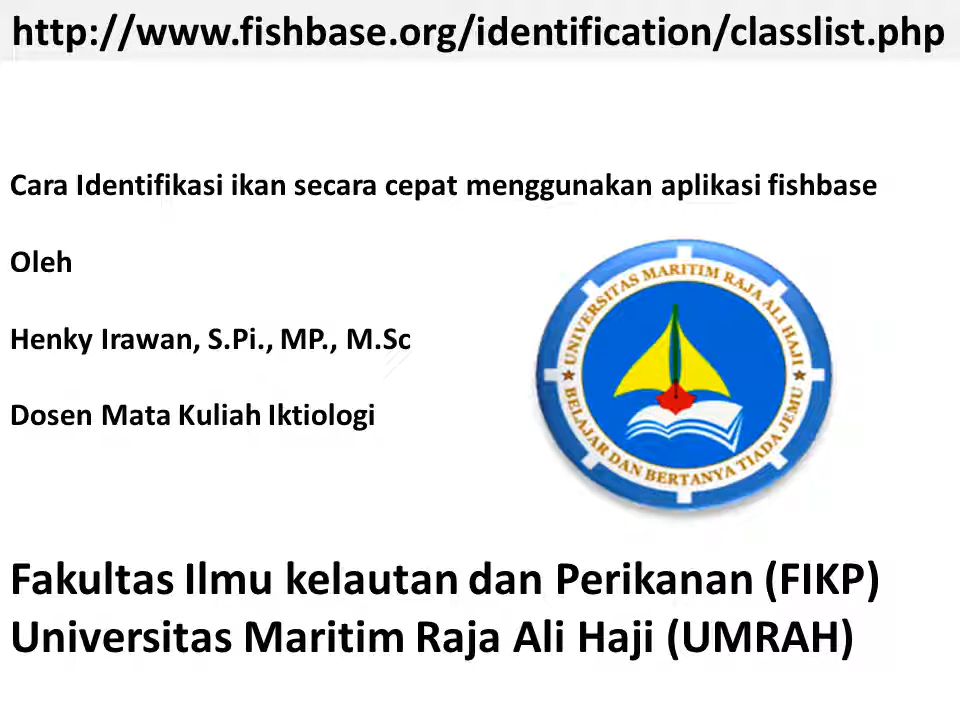 http://www.fishbase.org/identification/classlist.php
Cara Identifikasi ikan secara cepat menggunakan aplikasi fishbase
Oleh
Henky Irawan, S.Pi., MP., M.Sc
Dosen Mata Kuliah Iktiologi
UNIVERSITAS MARITIM RAJA ALI HAJI
BELAJAR DAN BERTANYA TIADA JEMU
Fakultas Ilmu kelautan dan Perikanan (FIKP)
Universitas Maritim Raja Ali Haji (UMRAH)